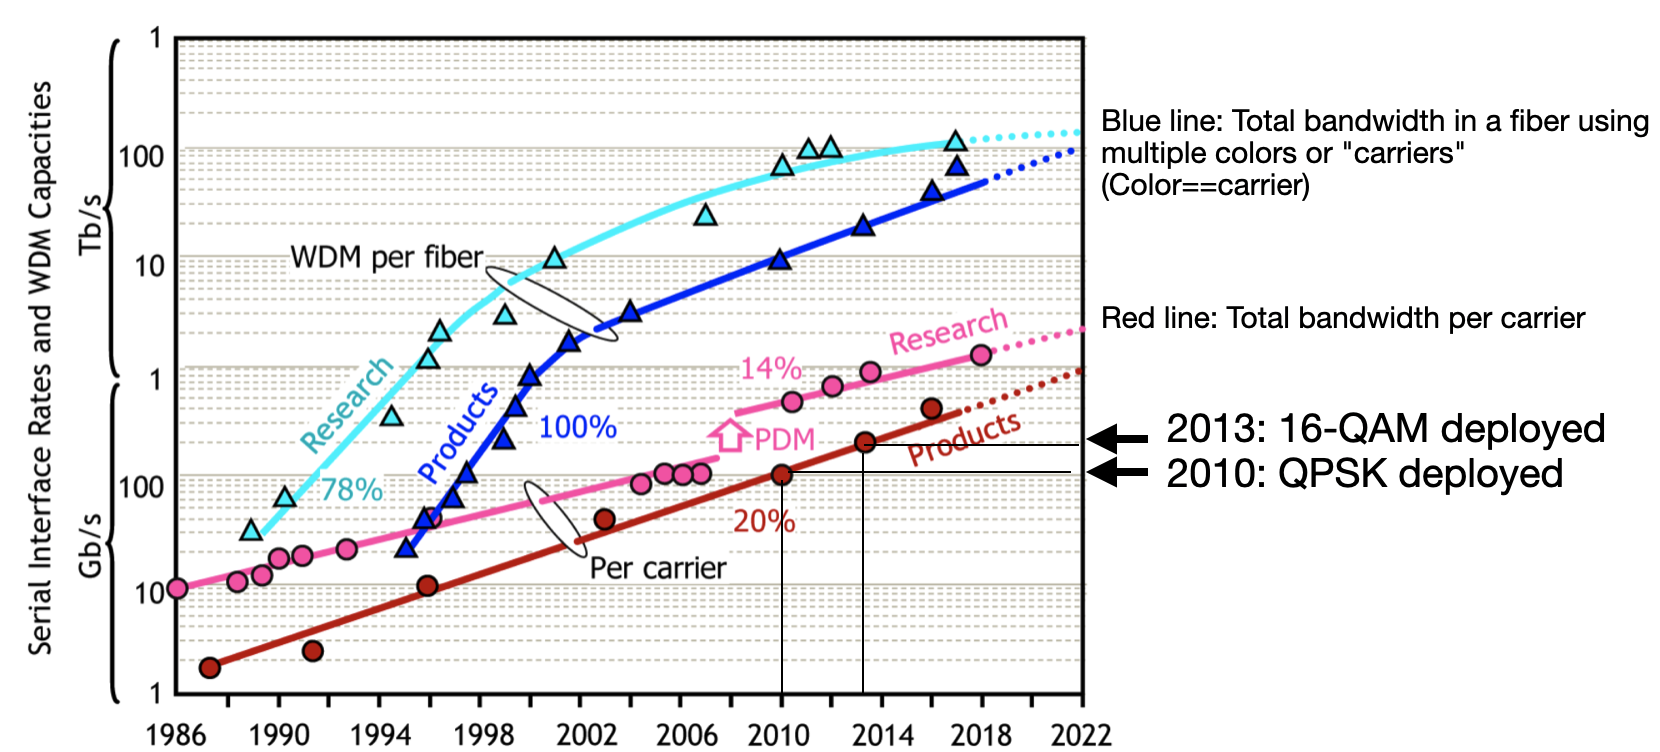 Serial Interface Rates and WDM Capacities
Tb/s
Gb/s
1
100
10
1
100
10
1
1986
1990
1994
1998
2002
2006
2010
2014
2018
2022
WDM per fiber
Research
78%
Products
100%
Research
14%
PDM
Products
20%
Per carrier
Blue line: Total bandwidth in a fiber using
multiple colors or "carriers"
(Color==carrier)
Red line: Total bandwidth per carrier
2013: 16-QAM deployed
2010: QPSK deployed